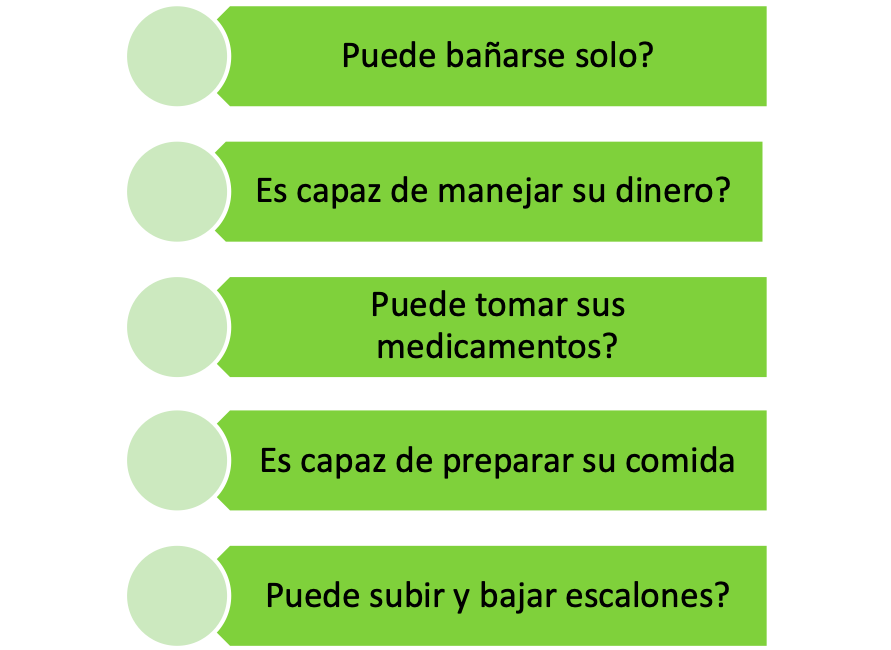 Puede bañarse solo?
Es capaz de manejar su dinero?
Puede tomar sus
medicamentos?
Es capaz de preparar su comida
Puede subir y bajar escalones?